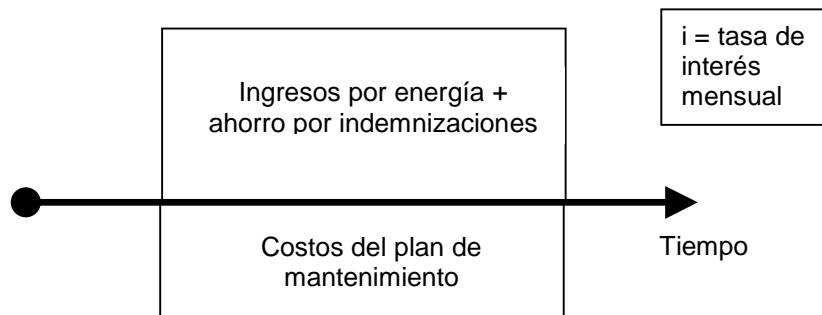 Ingresos por energía +
ahorro por indemnizaciones
i = tasa de
interés
mensual
Costos del plan de
mantenimiento
Tiempo